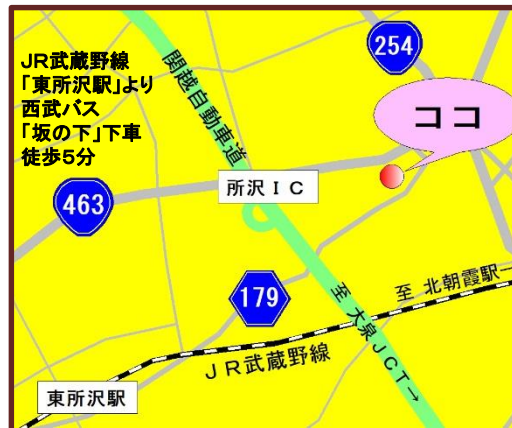 JR武蔵野線
「東所沢駅」より
西武バス
「坂の下」下車
徒歩5分
関越自動車道
254
ココ
所沢IC
463
179
至 大泉JCT→
至 北朝霞駅→
JR武蔵野線
東所沢駅